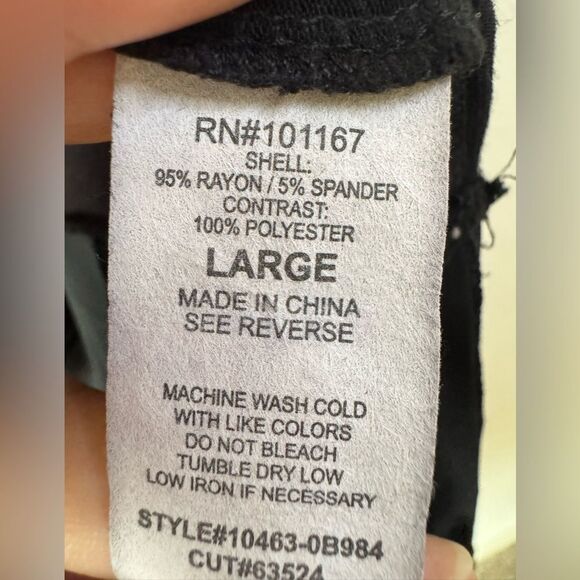 RN#101167
SHELL:
95% RAYON / 5% SPANDER
CONTRAST:
100% POLYESTER
LARGE
MADE IN CHINA
SEE REVERSE
MACHINE WASH COLD
WITH LIKE COLORS
DO NOT BLEACH
TUMBLE DRY LOW
LOW IRON IF NECESSARY
STYLE#10463-0B984
CUT#63524